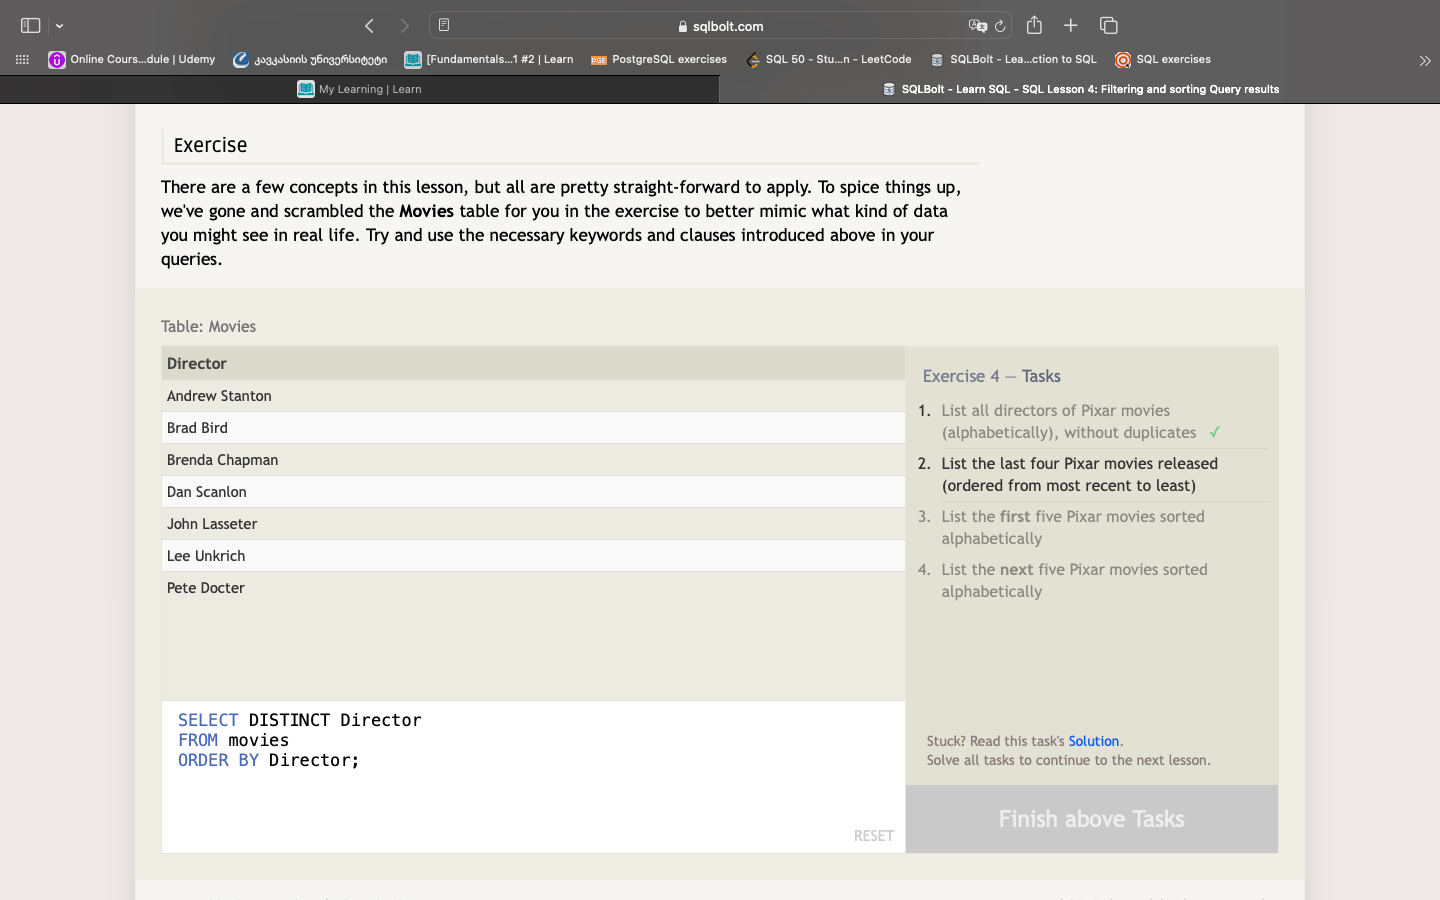 sqlbolt.com
Online Cours...dule | Udemy
კავკასიის უნივერსიტეტი
[Fundamentals...1 #2 | Learn
PGE PostgreSQL exercises
SQL 50 - Stu...n - LeetCode
SQLBolt - Lea...ction to SQL
SQL exercises
My Learning | Learn
SQLBolt - Learn SQL - SQL Lesson 4: Filtering and sorting Query results
Exercise
There are a few concepts in this lesson, but all are pretty straight-forward to apply. To spice things up,
we've gone and scrambled the Movies table for you in the exercise to better mimic what kind of data
you might see in real life. Try and use the necessary keywords and clauses introduced above in your
queries.
Table: Movies
Director
Andrew Stanton
Brad Bird
Brenda Chapman
Dan Scanlon
John Lasseter
Lee Unkrich
Pete Docter
SELECT DISTINCT Director
FROM movies
ORDER BY Director;
RESET
Exercise 4 — Tasks
1. List all directors of Pixar movies
(alphabetically), without duplicates ✓
2. List the last four Pixar movies released
(ordered from most recent to least)
3. List the first five Pixar movies sorted
alphabetically
4. List the next five Pixar movies sorted
alphabetically
Stuck? Read this task's Solution.
Solve all tasks to continue to the next lesson.
Finish above Tasks